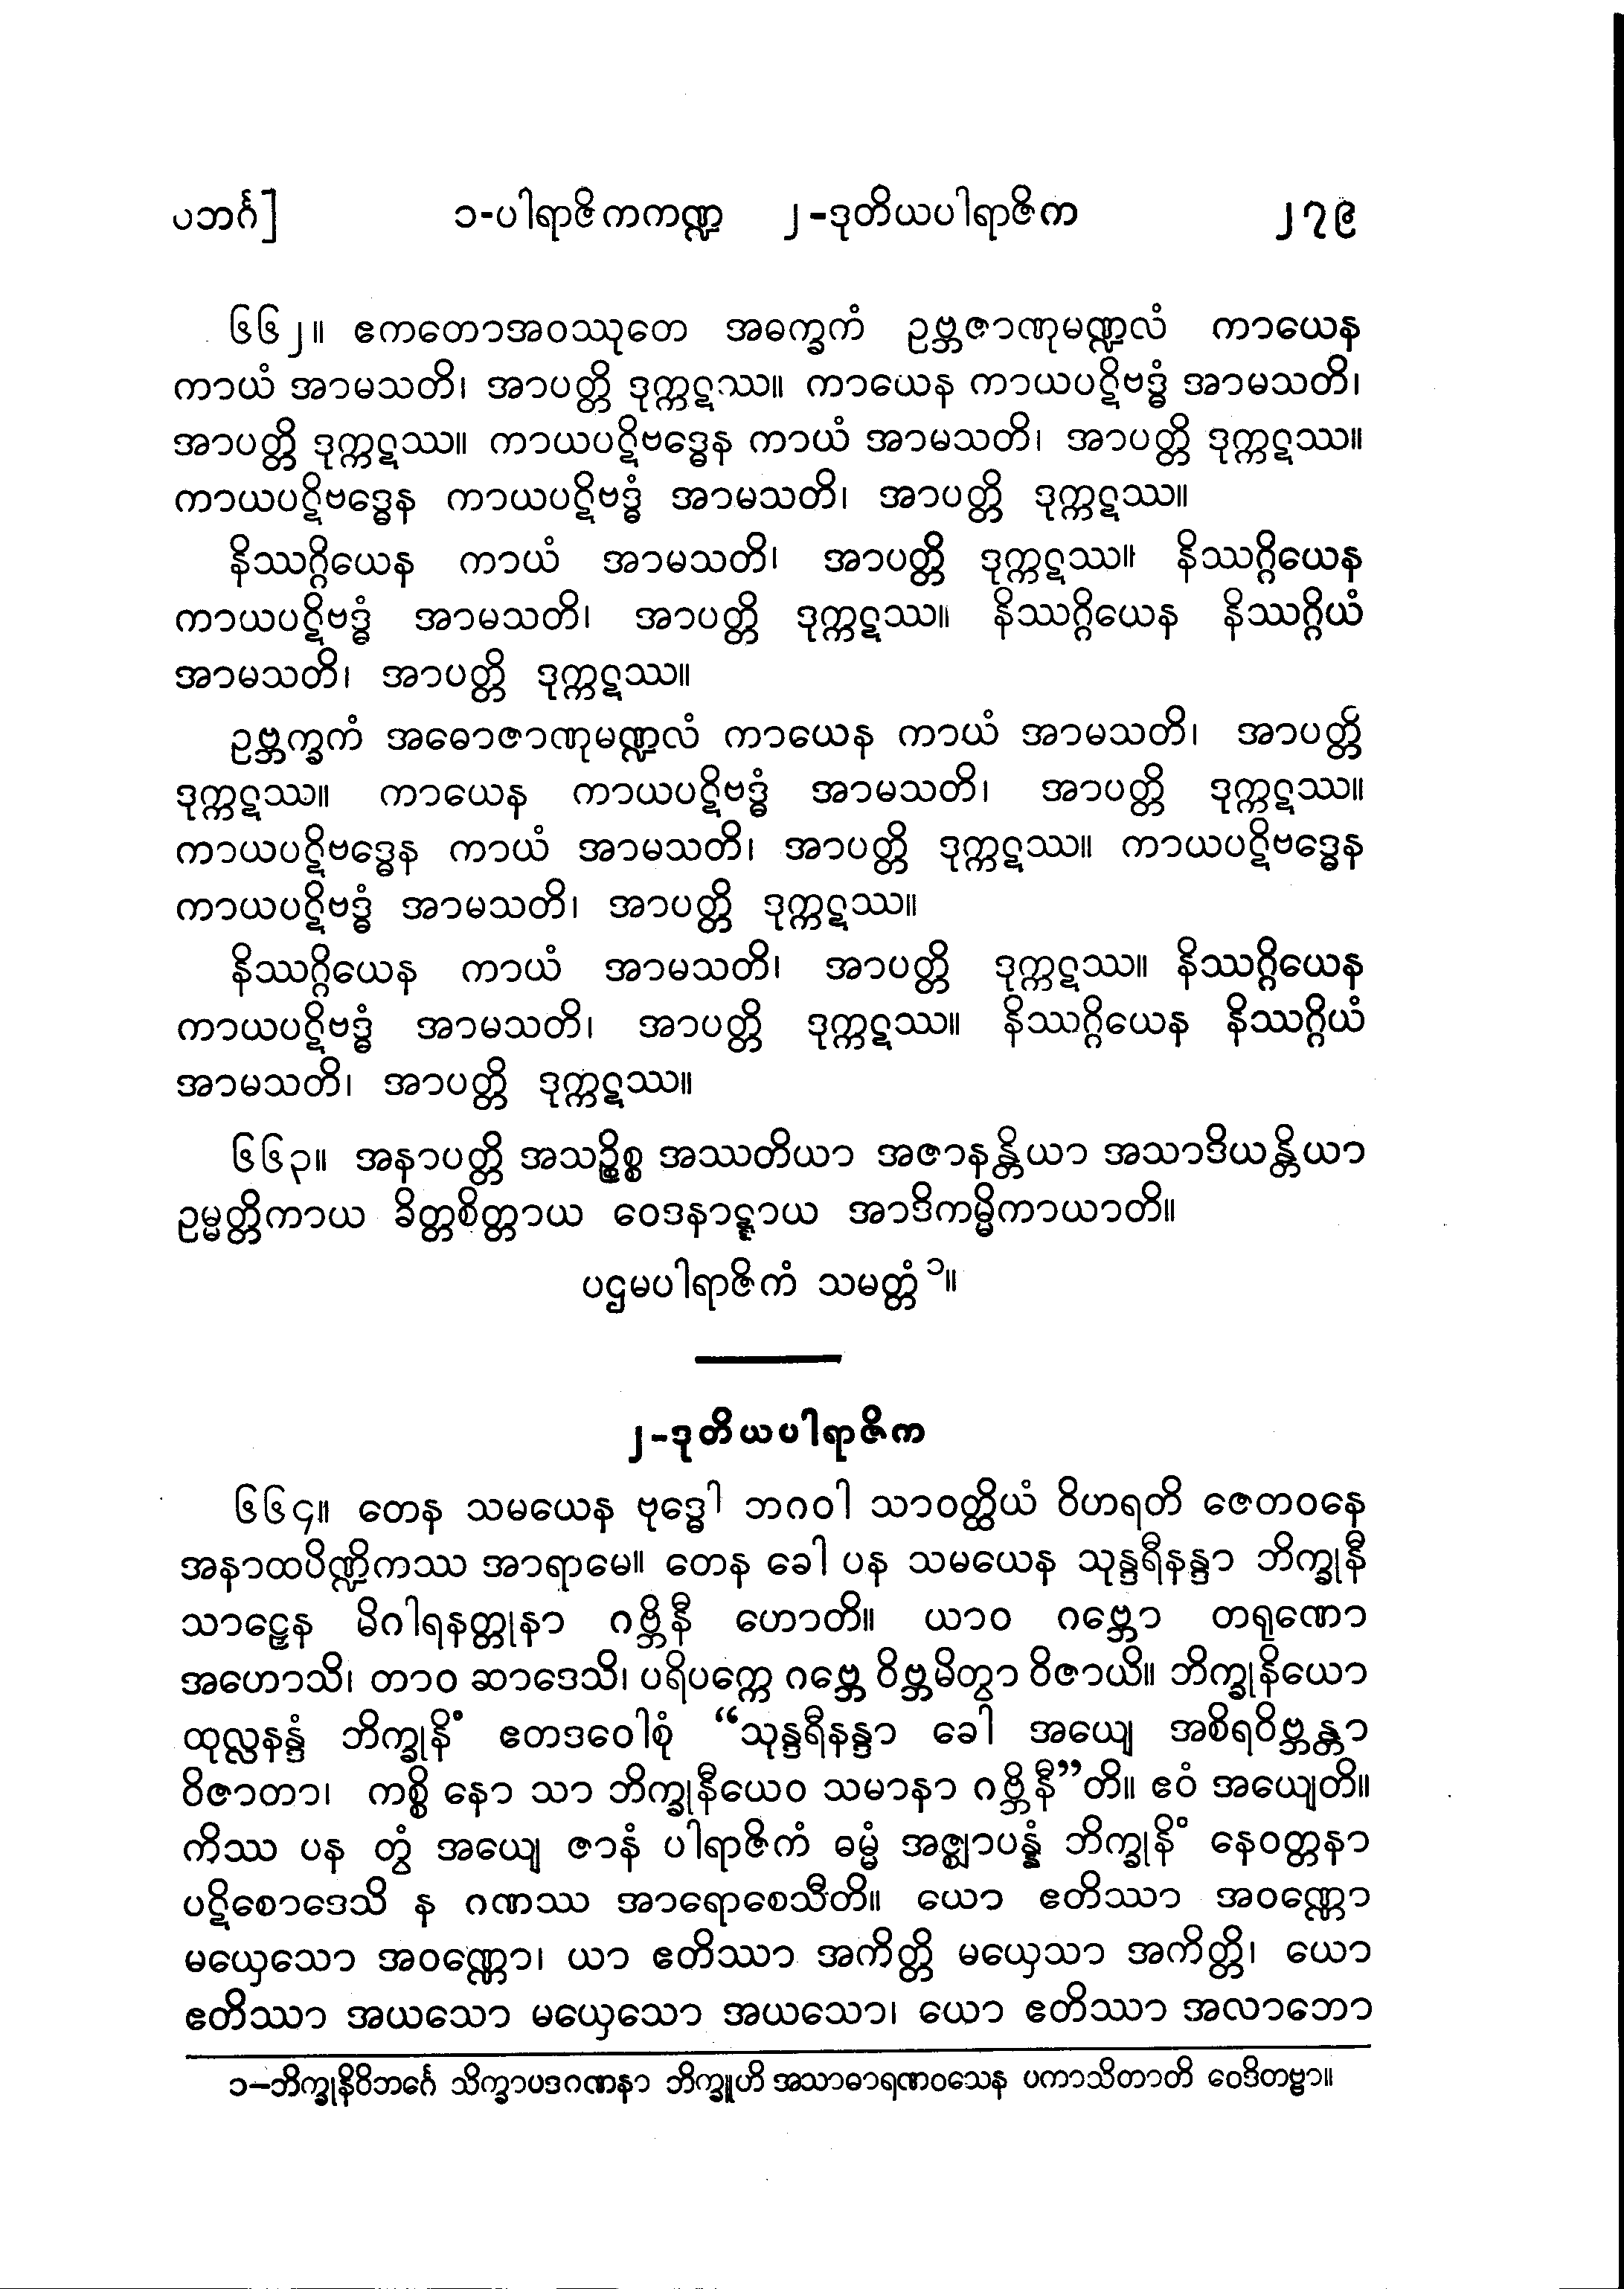 ပဘင်္ဂ] ၁-ပါရာဇိကကဏ္ဍ ၂-ဒုတိယပါရာဇိက ၂၇၉
၆၆၂။ ဧကတောအဝဿုတေ အဓက္ခကံ ဥဗ္ဘဇာဏုမဏ္ဍလံ ကာယေန
ကာယံ အာမသတိ၊ အာပတ္တိ ဒုက္ကဋဿ။ ကာယေန ကာယပဋိဗဒ္ဓံ အာမသတိ၊
အာပတ္တိ ဒုက္ကဋဿ။ ကာယပဋိဗဒ္ဓေန ကာယံ အာမသတိ၊ အာပတ္တိ ဒုက္ကဋဿ။
ကာယပဋိဗဒ္ဓေန ကာယပဋိဗဒ္ဓံ အာမသတိ၊ အာပတ္တိ ဒုက္ကဋဿ။
နိဿဂ္ဂိယေန ကာယံ အာမသတိ၊ အာပတ္တိ ဒုက္ကဋဿ။ နိဿဂ္ဂိယေန
ကာယပဋိဗဒ္ဓံ အာမသတိ၊ အာပတ္တိ ဒုက္ကဋဿ။ နိဿဂ္ဂိယေန နိဿဂ္ဂိယံ
အာမသတိ၊ အာပတ္တိ ဒုက္ကဋဿ။
ဥဗ္ဘက္ခကံ အဓောဇာဏုမဏ္ဍလံ ကာယေန ကာယံ အာမသတိ၊ အာပတ္တိ
ဒုက္ကဋဿ။ ကာယေန ကာယပဋိဗဒ္ဓံ အာမသတိ၊ အာပတ္တိ ဒုက္ကဋဿ။
ကာယပဋိဗဒ္ဓေန ကာယံ အာမသတိ၊ အာပတ္တိ ဒုက္ကဋဿ။ ကာယပဋိဗဒ္ဓေန
ကာယပဋိဗဒ္ဓံ အာမသတိ၊ အာပတ္တိ ဒုက္ကဋဿ။
နိဿဂ္ဂိယေန ကာယံ အာမသတိ၊ အာပတ္တိ ဒုက္ကဋဿ။ နိဿဂ္ဂိယေန
ကာယပဋိဗဒ္ဓံ အာမသတိ၊ အာပတ္တိ ဒုက္ကဋဿ။ နိဿဂ္ဂိယေန နိဿဂ္ဂိယံ
အာမသတိ၊ အာပတ္တိ ဒုက္ကဋဿ။
၆၆၃။ အနာပတ္တိ အသဉ္စိစ္စ အဿတိယာ အဇာနန္တိယာ အသာဒိယန္တိယာ
ဥမ္မတ္တိကာယ ခိတ္တစိတ္တာယ ဝေဒနာဋ္ဋာယ အာဒိကမ္မိကာယာတိ။
ပဌမပါရာဇိကံ သမတ္တံ၁။
၂-ဒုတိယပါရာဇိက
၆၆၄။ တေန သမယေန ဗုဒ္ဓေါ ဘဂဝါ သာဝတ္ထိယံ ဝိဟရတိ ဇေတဝနေ
အနာထပိဏ္ဍိကဿ အာရာမေ။ တေန ခေါ ပန သမယေန သုန္ဒရီနန္ဒာ ဘိက္ခုနီ
သာဠှေန မိဂါရနတ္တုနာ ဂဗ္ဘိနီ ဟောတိ။ ယာဝ ဂဗ္ဘော တရုဏော
အဟောသိ၊ တာဝ ဆာဒေသိ၊ ပရိပက္ကေ ဂဗ္ဘေ ဝိဗ္ဘမိတွာ ဝိဇာယိ။ ဘိက္ခုနိယော
ထုလ္လနန္ဒံ ဘိက္ခုနိံ ဧတဒဝေါစုံ “သုန္ဒရီနန္ဒာ ခေါ အယျေ အစိရဝိဗ္ဘန္တာ
ဝိဇာတာ၊ ကစ္စိ နော သာ ဘိက္ခုနီယေဝ သမာနာ ဂဗ္ဘိနီ”တိ။ ဧဝံ အယျေတိ။
ကိဿ ပန တွံ အယျေ ဇာနံ ပါရာဇိကံ ဓမ္မံ အဇ္ဈာပန္နံ ဘိက္ခုနိံ နေဝတ္တနာ
ပဋိစောဒေသိ န ဂဏဿ အာရောစေသီတိ။ ယော ဧတိဿာ အဝဏ္ဏော
မယှေသော အဝဏ္ဏော၊ ယာ ဧတိဿာ အကိတ္တိ မယှေသာ အကိတ္တိ၊ ယော
ဧတိဿာ အယသော မယှေသော အယသော၊ ယော ဧတိဿာ အလာဘော
၁–ဘိက္ခုနိဝိဘင်္ဂေ သိက္ခာပဒဂဏနာ ဘိက္ခူဟိ အသာဓာရဏဝသေန ပကာသိတာတိ ဝေဒိတဗ္ဗာ။